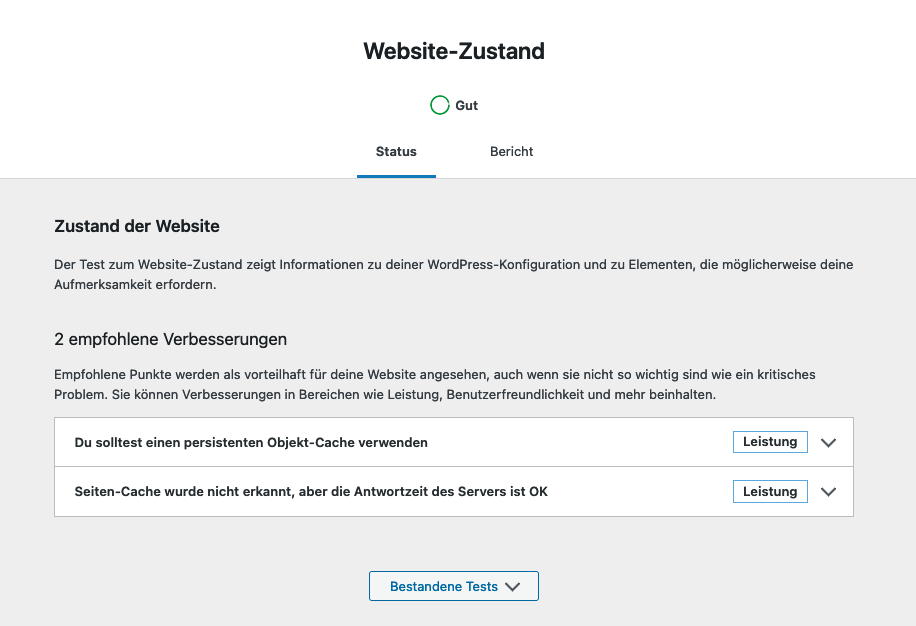 Website-Zustand
Gut
Status
Bericht
Zustand der Website
Der Test zum Website-Zustand zeigt Informationen zu deiner WordPress-Konfiguration und zu Elementen, die möglicherweise deine
Aufmerksamkeit erfordern.
2 empfohlene Verbesserungen
Empfohlene Punkte werden als vorteilhaft für deine Website angesehen, auch wenn sie nicht so wichtig sind wie ein kritisches
Problem. Sie können Verbesserungen in Bereichen wie Leistung, Benutzerfreundlichkeit und mehr beinhalten.
Du solltest einen persistenten Objekt-Cache verwenden
Leistung
Seiten-Cache wurde nicht erkannt, aber die Antwortzeit des Servers ist OK
Leistung
Bestandene Tests